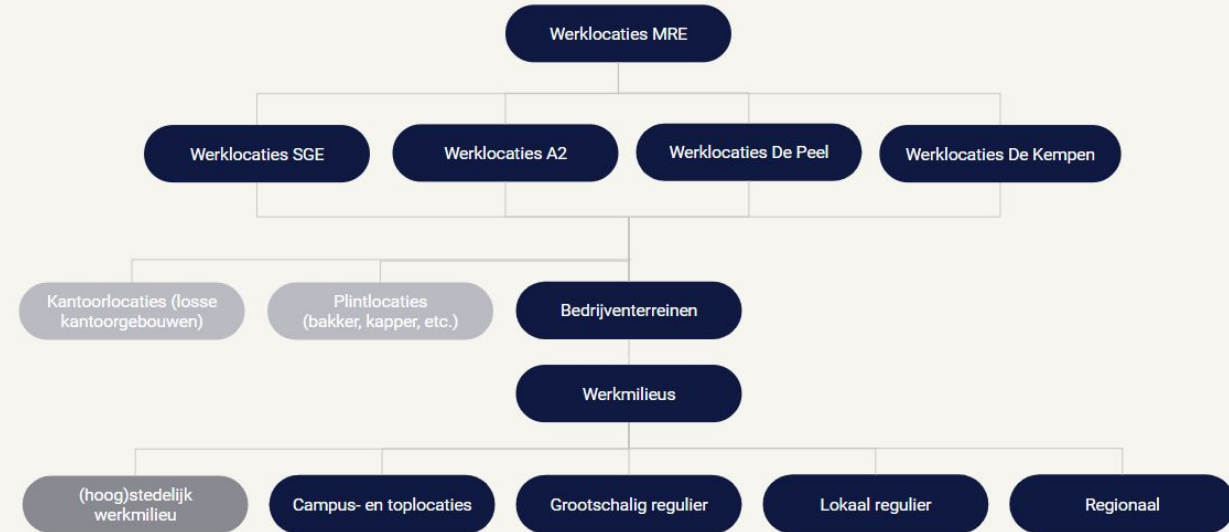 Werklocaties MRE
Werklocaties SGE
Werklocaties A2
Werklocaties De Peel
Werklocaties De Kempen
Kantoorlocaties (losse
kantoorgebouwen)
Plintlocaties
(bakker, kapper, etc.)
Bedrijventerreinen
Werkmilieus
(hoog)stedelijk
werkmilieu
Campus- en toplocaties
Grootschalig regulier
Lokaal regulier
Regionaal